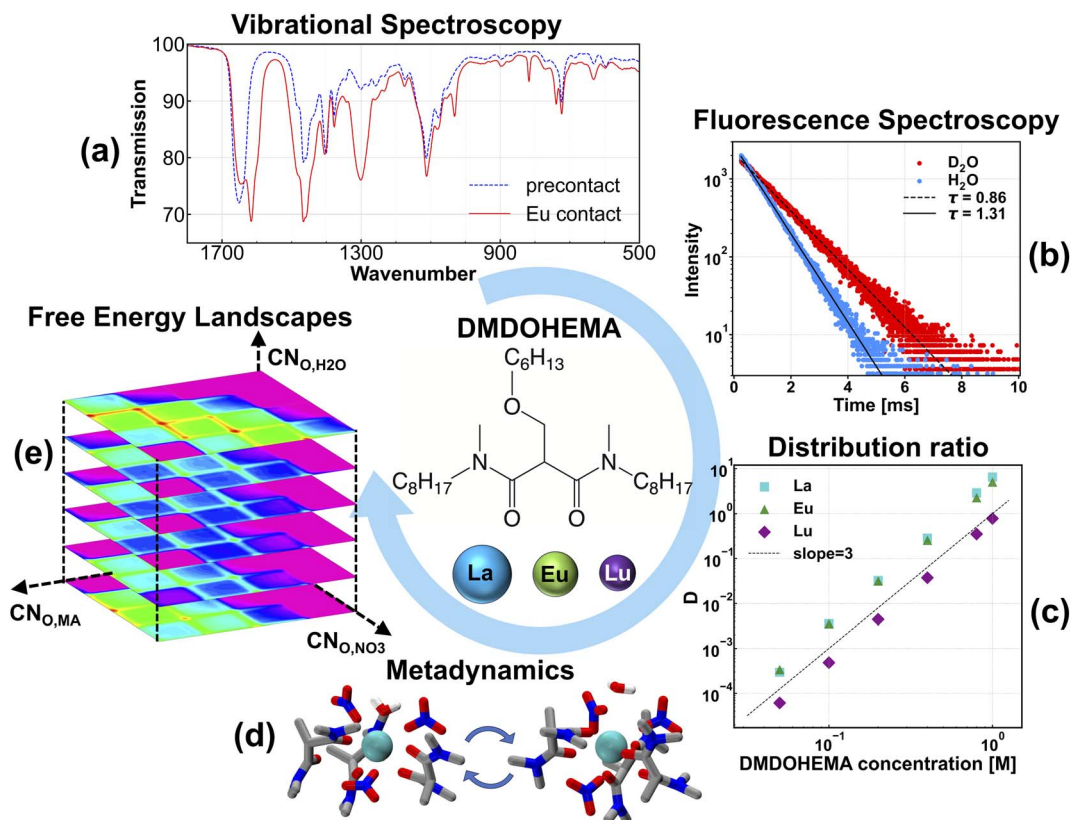 Vibrational Spectroscopy
(a)
Transmission
100
90
100
80
70
1700
1300
900
500
Wavenumber
precontact
Eu contact
Fluorescence Spectroscopy
(b)
Intensity
10³
10²
10¹
0
2
4
6
8
10
Time [ms]
D₂O
H₂O
τ = 0.86
τ = 1.31
Free Energy Landscapes
(e)
CN_O,H2O
CN_O,MA
CN_O,NO3
DMDOHEMA
C₆H₁₃
O
N
N
C₈H₁₇
C₈H₁₇
O
O
La
Eu
Lu
Distribution ratio
(c)
D
10¹
10⁰
10⁻¹
10⁻²
10⁻³
10⁻⁴
La
Eu
Lu
slope=3
10⁻¹
10⁰
DMDOHEMA concentration [M]
Metadynamics
(d)